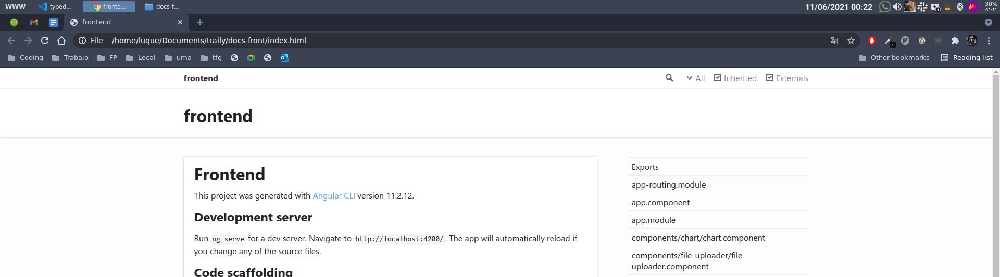 WWW typed... fronte... docs-f... 11/06/2021 00:22 4 30%
02:11
frontend
File /home/luque/Documents/traily/docs-front/index.html
Coding Trabajo FP Local uma tfg Other bookmarks Reading list
frontend All Inherited Externals
frontend
Frontend
This project was generated with Angular CLI version 11.2.12.
Development server
Run ng serve for a dev server. Navigate to http://localhost:4200/. The app will automatically reload if
you change any of the source files.
Code scaffolding
Exports
app-routing.module
app.component
app.module
components/chart/chart.component
components/file-uploader/file-
uploader.component